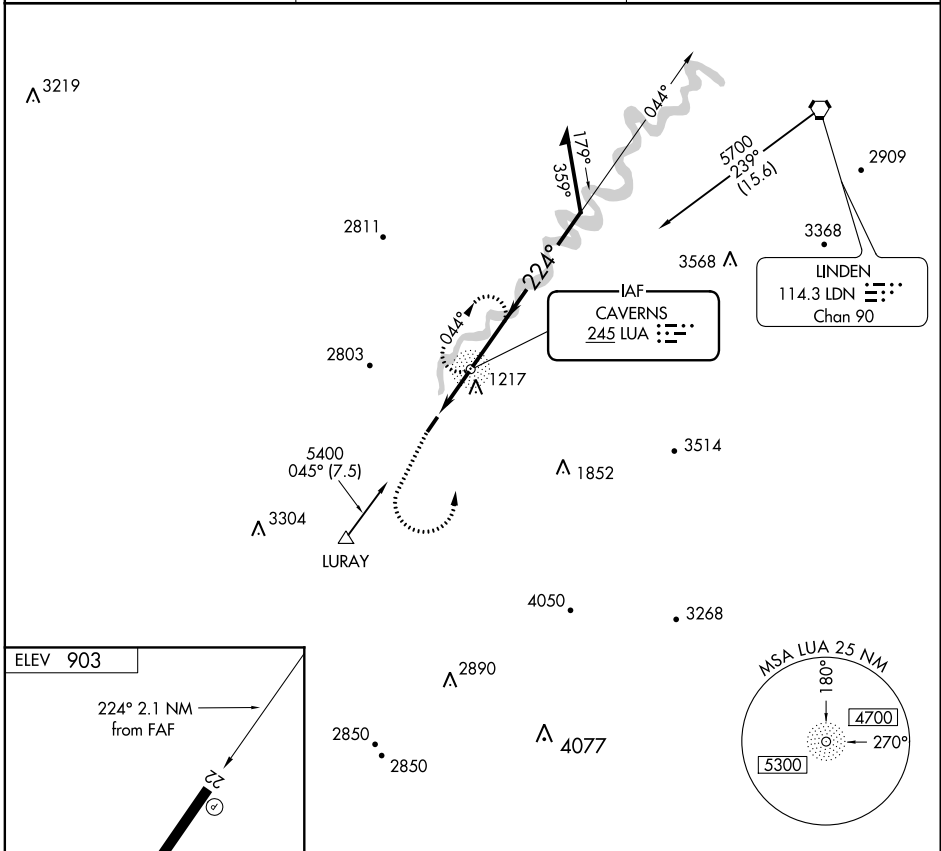 3219
044°
179°
359°
5700
239°
(15.6)
2909
2811
224°
3568
3368
LINDEN
114.3 LDN
Chan 90
IAF
CAVERNS
245 LUA
044°
2803
1217
5400
045° (7.5)
3514
1852
3304
LURAY
4050
3268
ELEV 903
2890
MSA LUA 25 NM
180°
4700
270°
5300
224° 2.1 NM
from FAF
2850
2850
4077
22
P